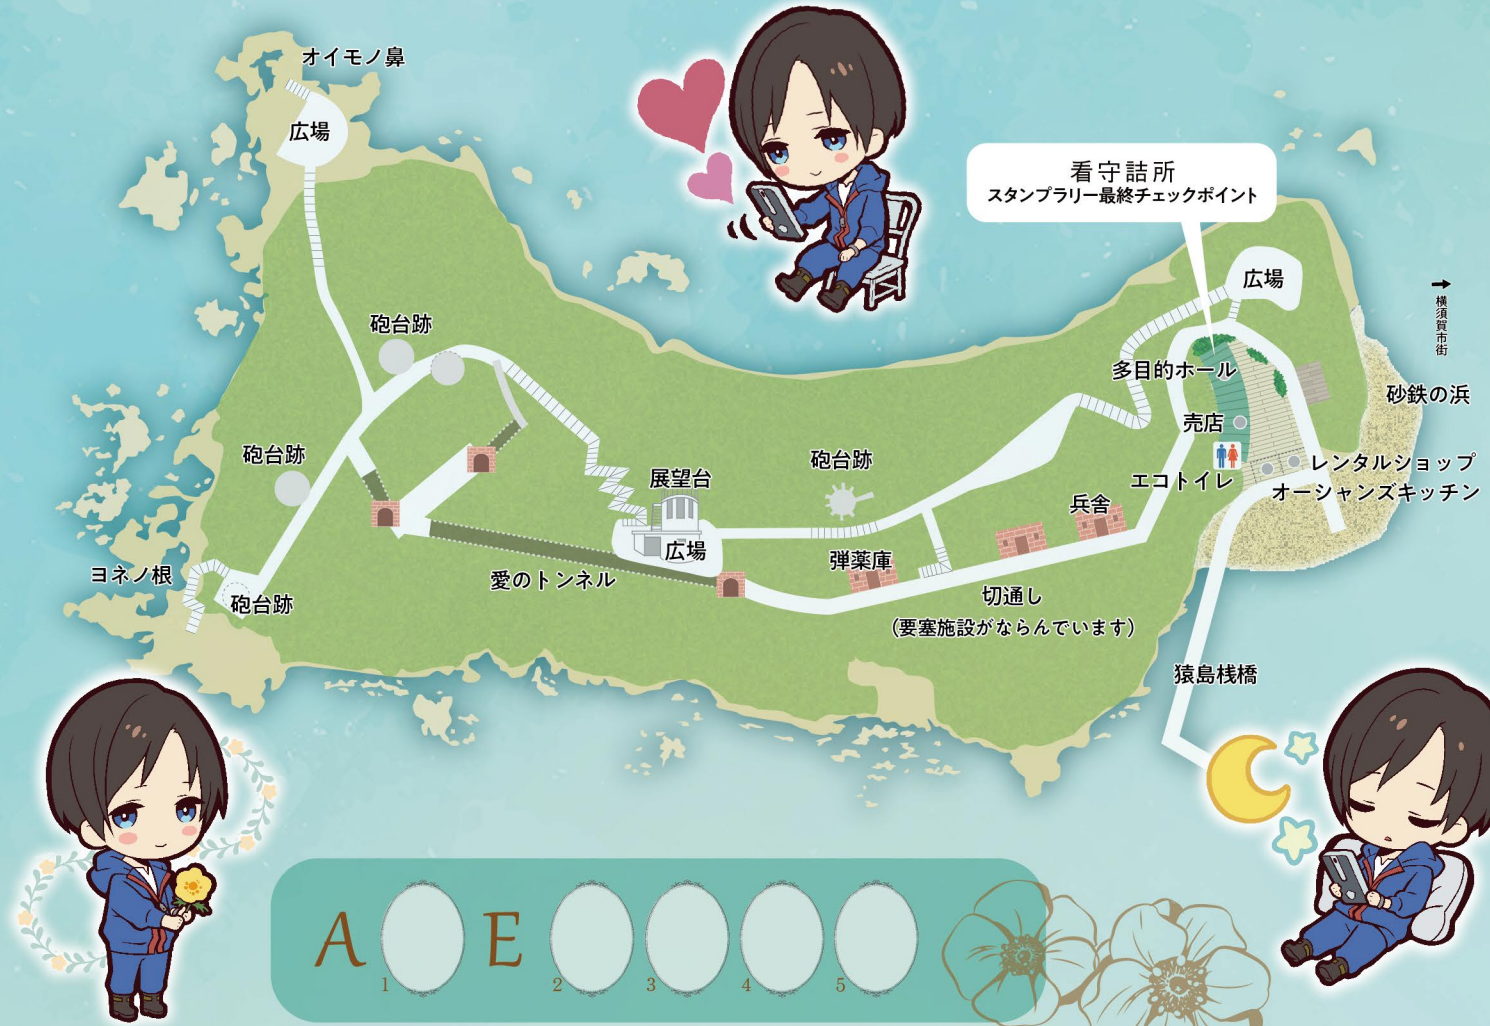 オイモノ鼻
広場
看守詰所
スタンプラリー最終チェックポイント
広場
→
横須賀市街
砲台跡
多目的ホール
砂鉄の浜
売店
砲台跡
展望台
砲台跡
レンタルショップ
エコトイレ
オーシャンズキッチン
兵舎
広場
弾薬庫
ヨネノ根
愛のトンネル
砲台跡
切通し
(要塞施設がならんでいます)
猿島桟橋
A E
1 2 3 4 5